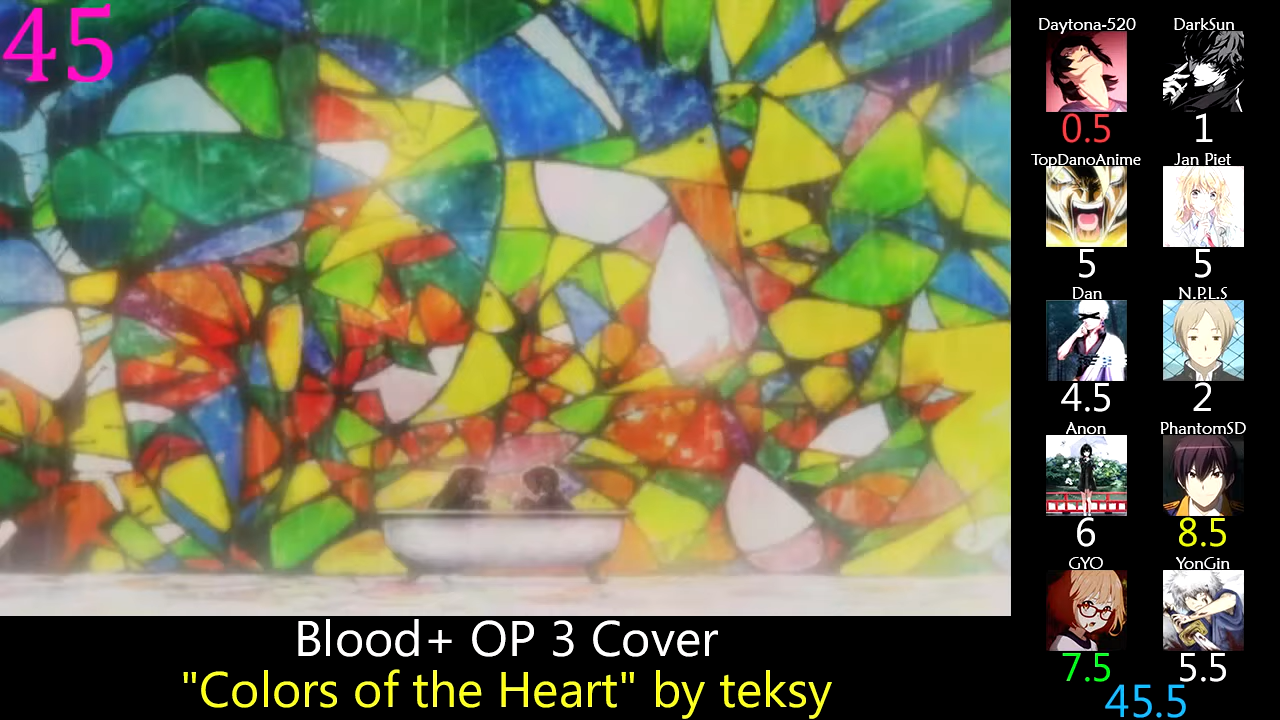 45
Daytona-520
DarkSun
0.5
1
TopDanoAnime
Jan Piet
5
5
Dan
N.P.L.S
4.5
2
Anon
PhantomSD
6
8.5
GYO
YonGin
7.5
5.5
45.5
Blood+ OP 3 Cover
"Colors of the Heart" by teksy